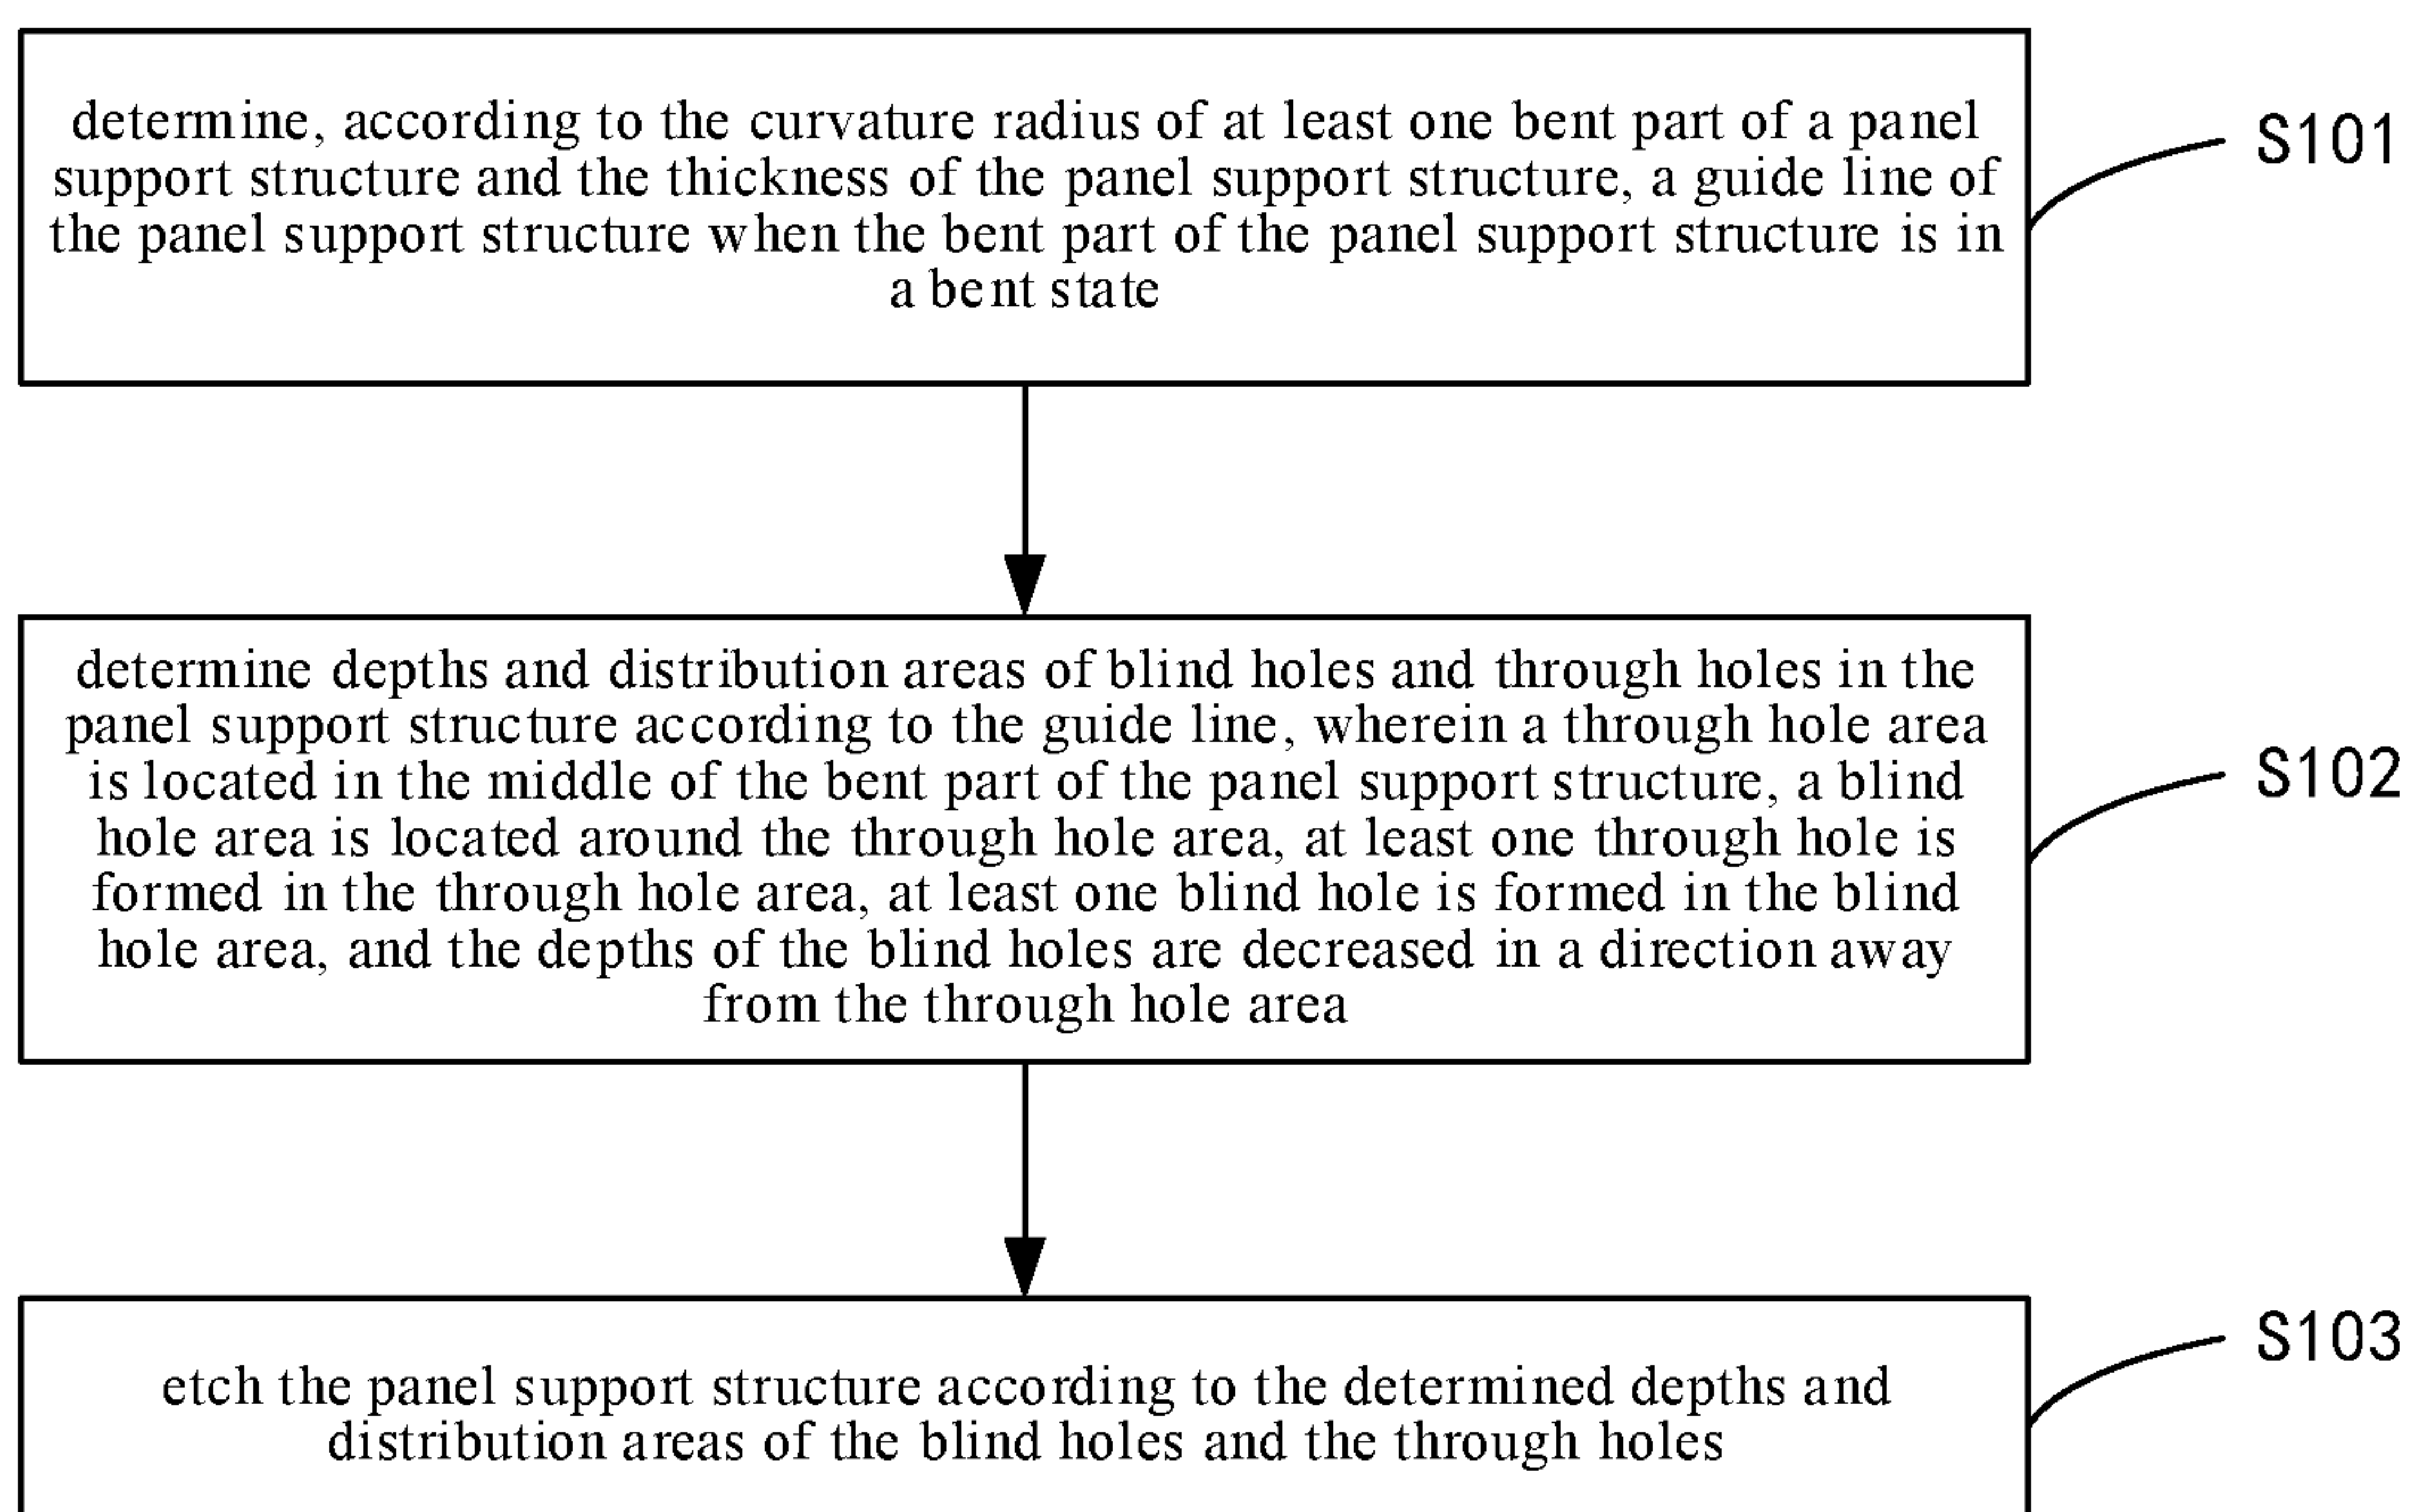 determine, according to the curvature radius of at least one bent part of a panel
support structure and the thickness of the panel support structure, a guide line of
the panel support structure when the bent part of the panel support structure is in
a bent state
S101
determine depths and distribution areas of blind holes and through holes in the
panel support structure according to the guide line, wherein a through hole area
is located in the middle of the bent part of the panel support structure, a blind
hole area is located around the through hole area, at least one through hole is
formed in the through hole area, at least one blind hole is formed in the blind
hole area, and the depths of the blind holes are decreased in a direction away
from the through hole area
S102
etch the panel support structure according to the determined depths and
distribution areas of the blind holes and the through holes
S103